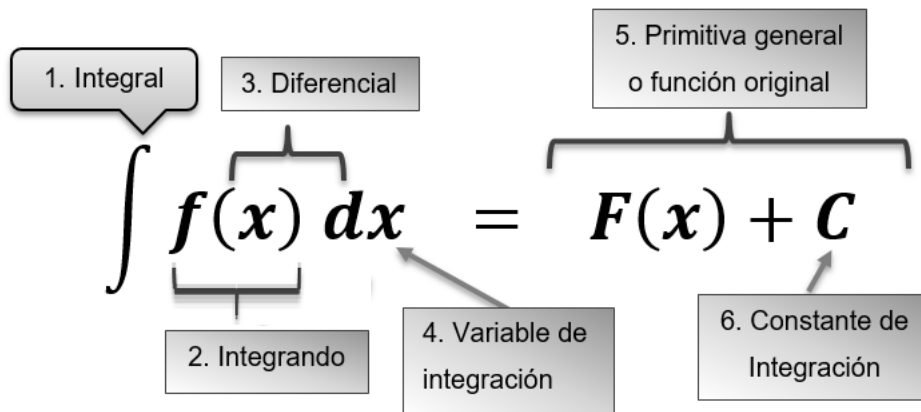 5. Primitiva general
o función original
1. Integral
3. Diferencial
∫ f(x) dx = F(x) + C
2. Integrando
4. Variable de
integración
6. Constante de
Integración